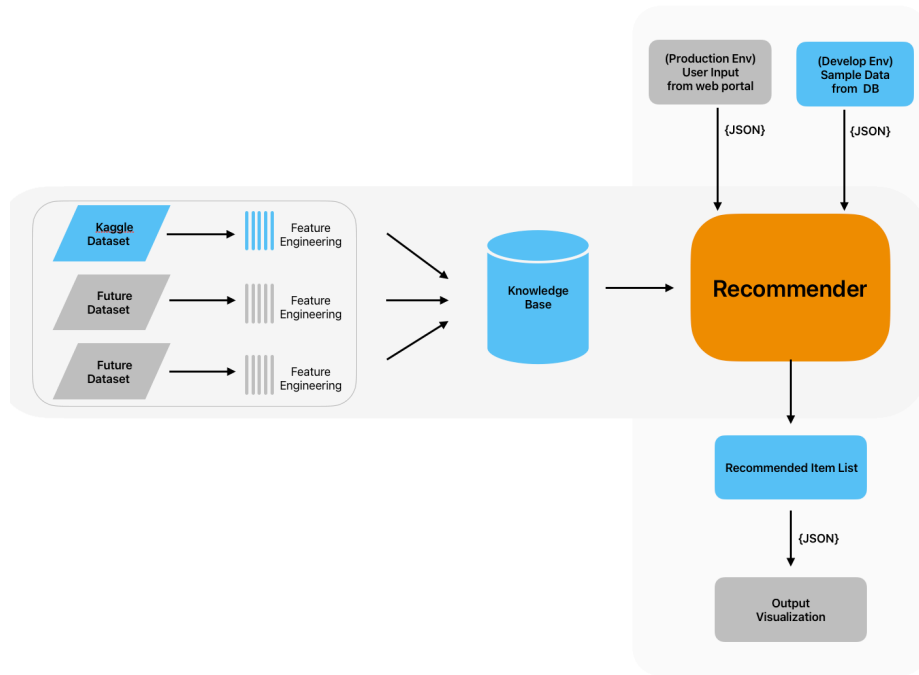 (Production Env)
User Input
from web portal
(Develop Env)
Sample Data
from DB
{JSON}
{JSON}
Kaggle
Dataset
Feature
Engineering
Future
Dataset
Feature
Engineering
Future
Dataset
Feature
Engineering
Knowledge
Base
Recommender
Recommended Item List
{JSON}
Output
Visualization